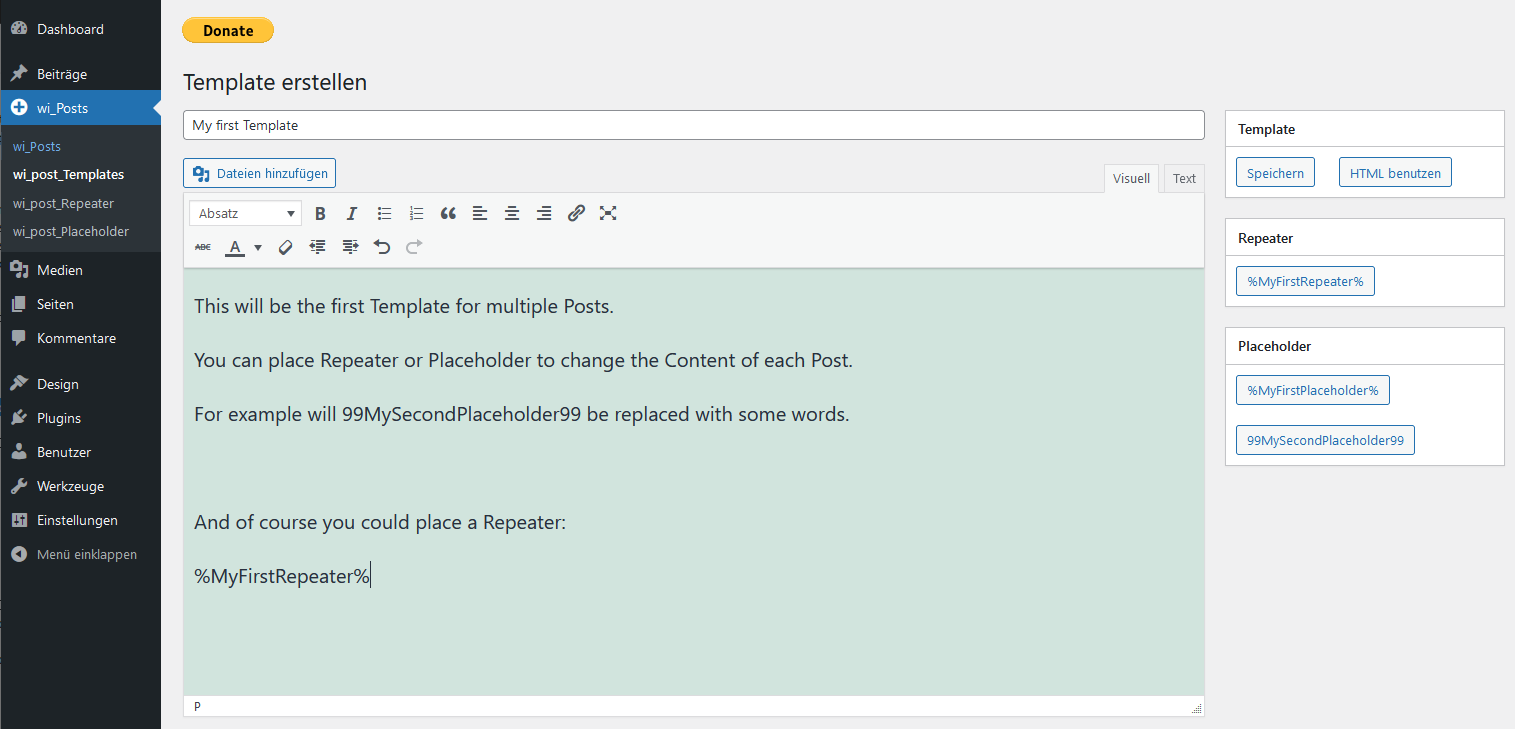 Dashboard
Beiträge
wi_Posts
wi_Posts
wi_post_Templates
wi_post_Repeater
wi_post_Placeholder
Medien
Seiten
Kommentare
Design
Plugins
Benutzer
Werkzeuge
Einstellungen
Menü einklappen
Donate
Template erstellen
My first Template
Dateien hinzufügen
Visuell Text
Absatz B I
ABC A
This will be the first Template for multiple Posts.
You can place Repeater or Placeholder to change the Content of each Post.
For example will 99MySecondPlaceholder99 be replaced with some words.
And of course you could place a Repeater:
%MyFirstRepeater%
P
Template
Speichern HTML benutzen
Repeater
%MyFirstRepeater%
Placeholder
%MyFirstPlaceholder%
99MySecondPlaceholder99